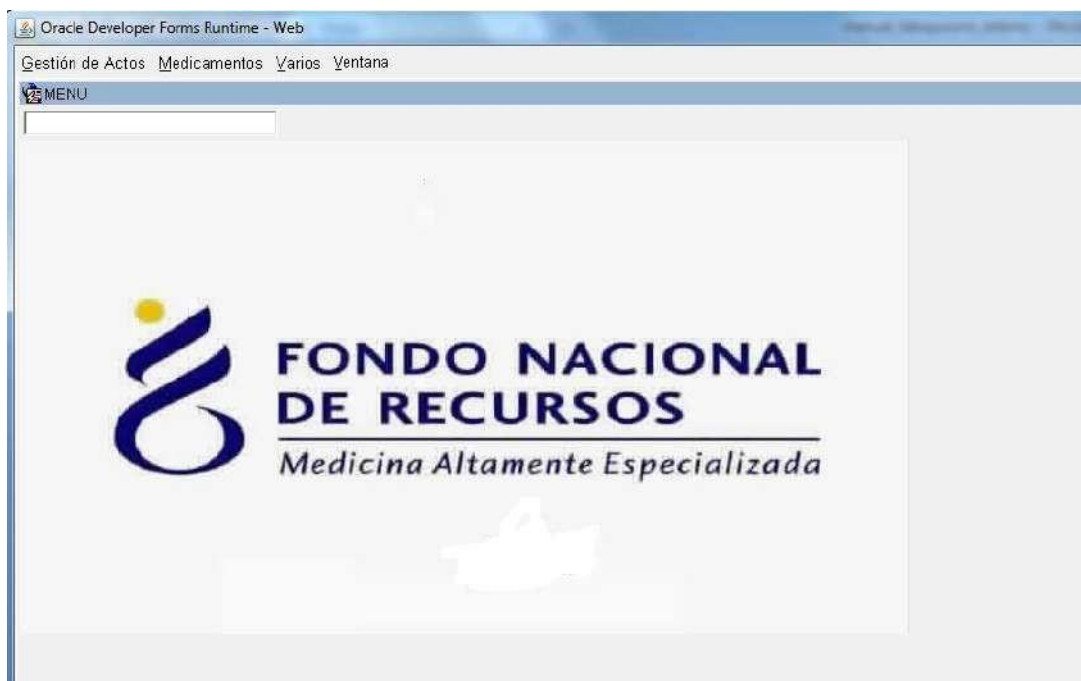 Oracle Developer Forms Runtime - Web
Gestión de Actos Medicamentos Varios Ventana
MENU
FONDO NACIONAL
DE RECURSOS
Medicina Altamente Especializada